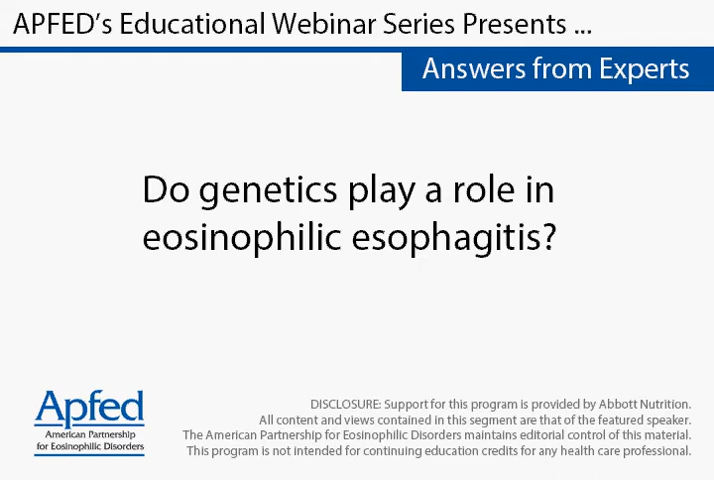 APFED's Educational Webinar Series Presents ...
Answers from Experts
Do genetics play a role in
eosinophilic esophagitis?
Apfed
American Partnership
for Eosinophilic Disorders
DISCLOSURE: Support for this program is provided by Abbott Nutrition.
All content and views contained in this segment are that of the featured speaker.
The American Partnership for Eosinophilic Disorders maintains editorial control of this material.
This program is not intended for continuing education credits for any health care professional.